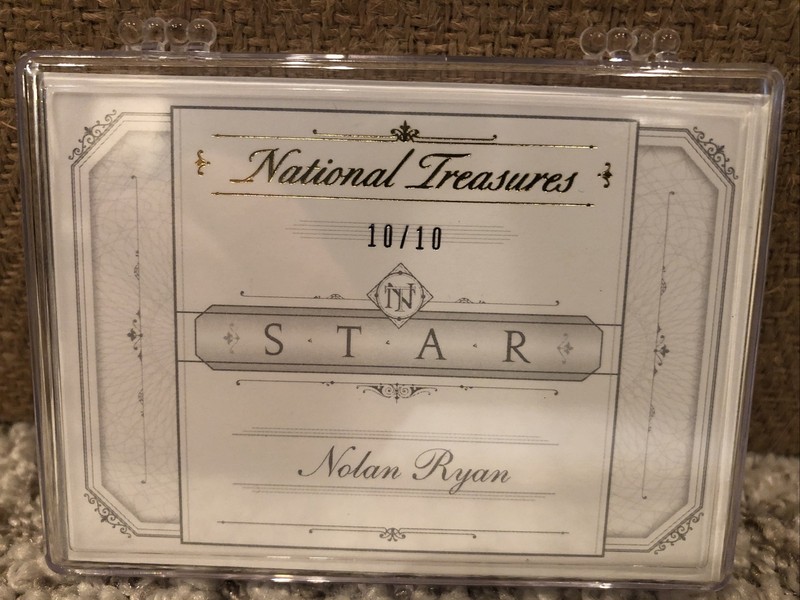 National Treasures
10/10
NT
S · T · A · R
Nolan Ryan